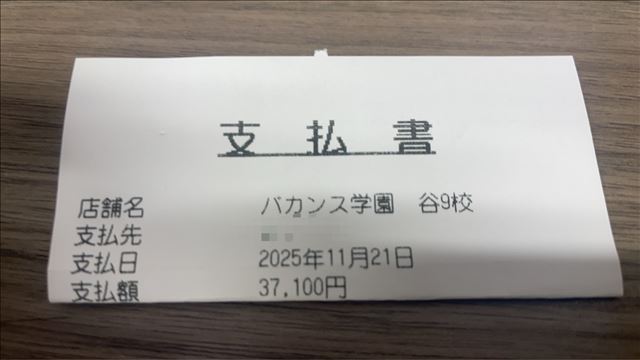 支払書
店舗名 バカンス学園 谷9校
支払先
支払日 2025年11月21日
支払額 37,100円